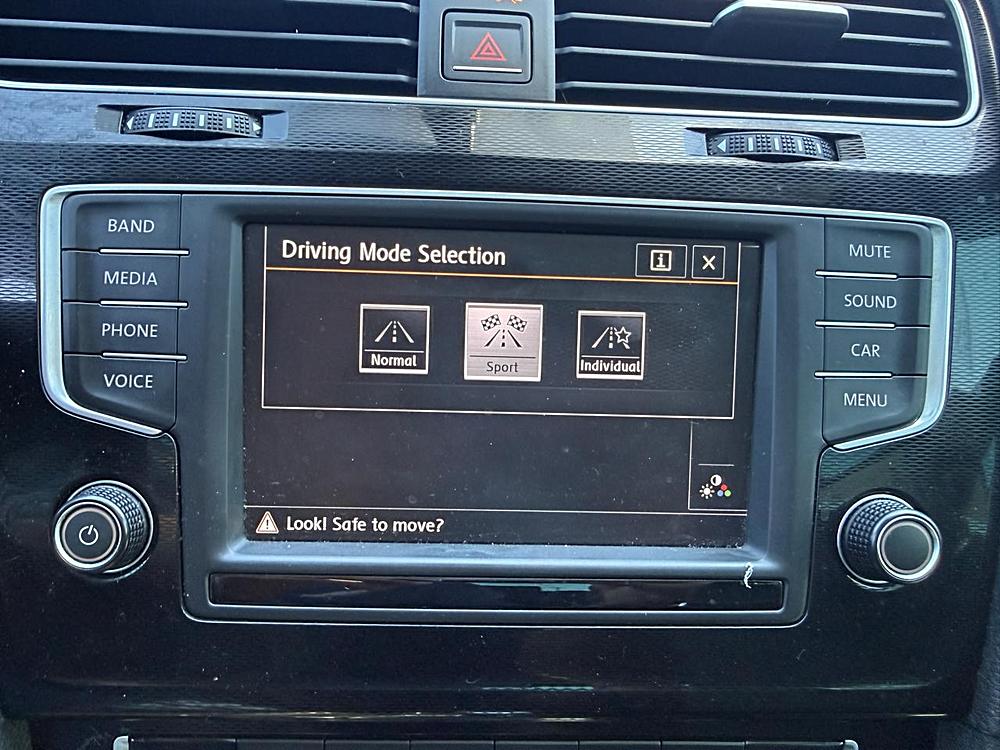 BAND
MEDIA
PHONE
VOICE
Driving Mode Selection
i
X
Normal
Sport
Individual
Look! Safe to move?
MUTE
SOUND
CAR
MENU